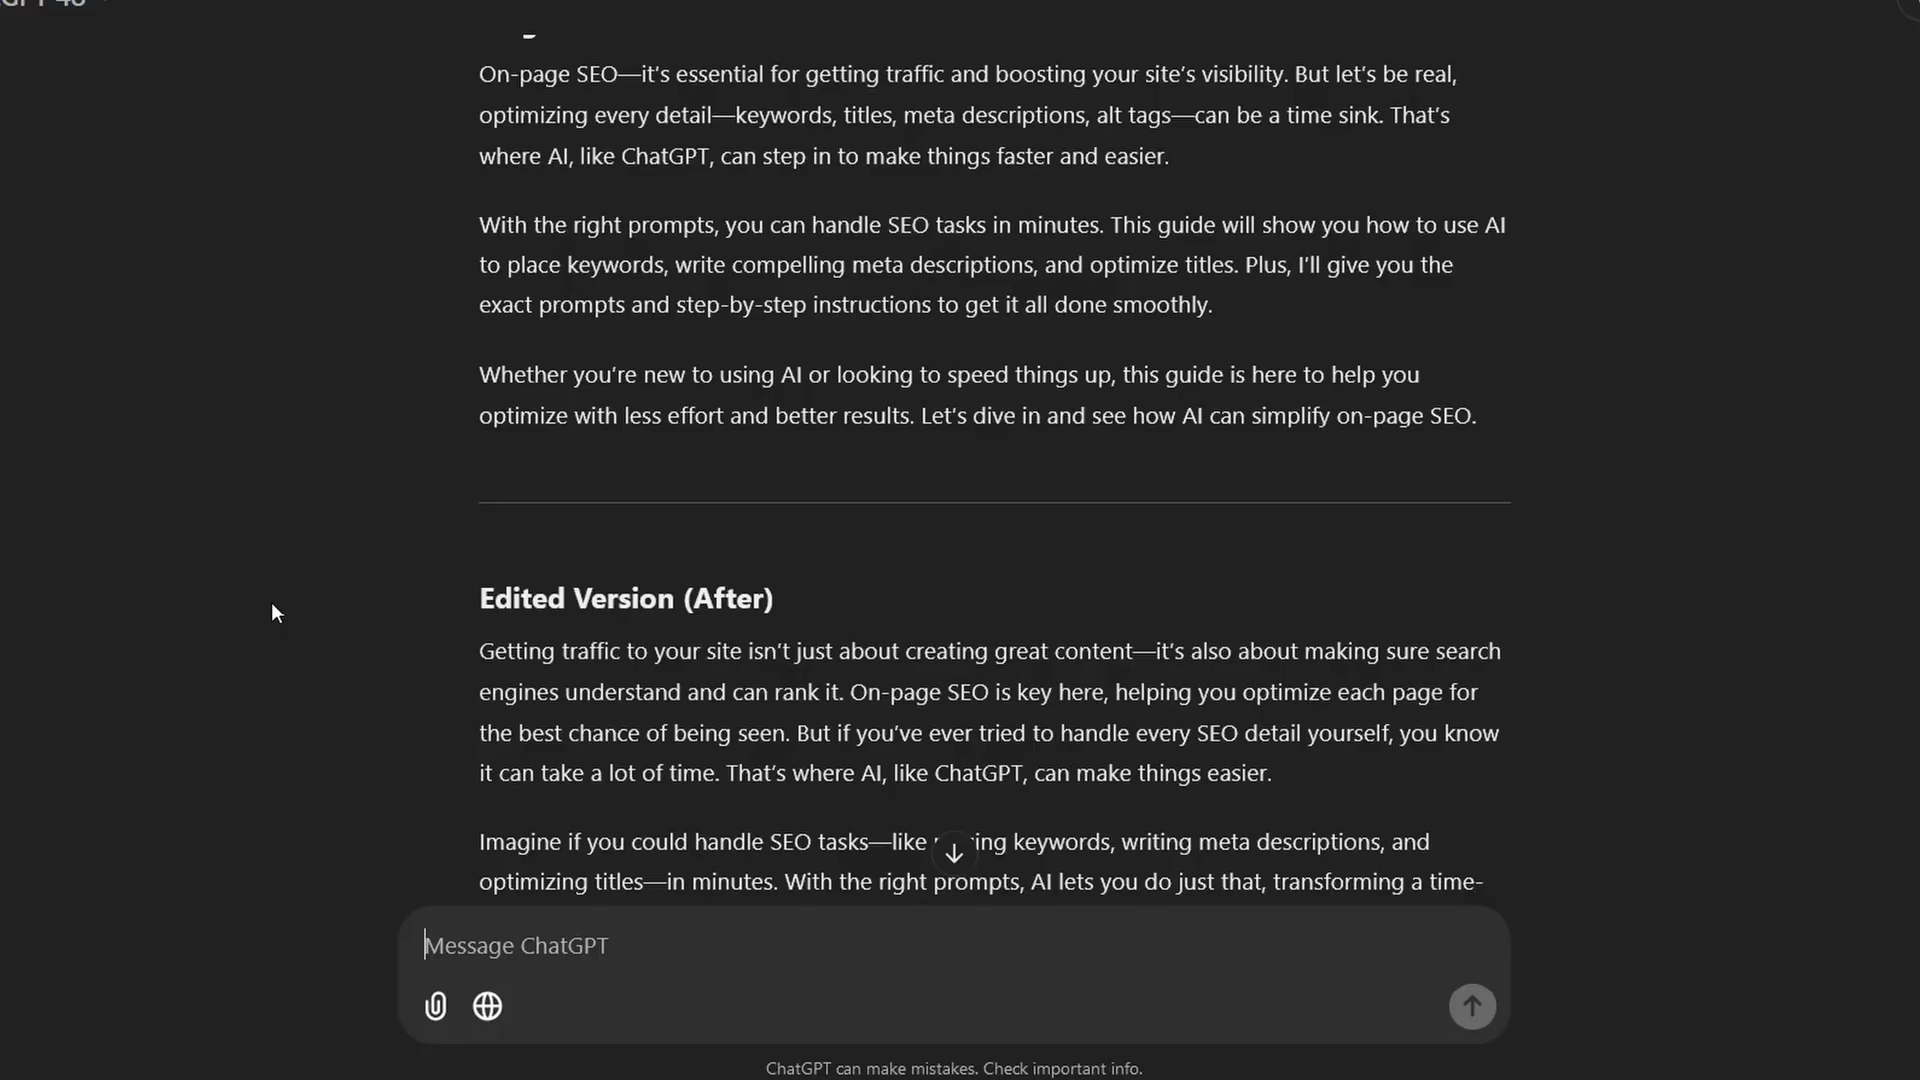 On-page SEO—it's essential for getting traffic and boosting your site's visibility. But let's be real,
optimizing every detail—keywords, titles, meta descriptions, alt tags—can be a time sink. That's
where AI, like ChatGPT, can step in to make things faster and easier.
With the right prompts, you can handle SEO tasks in minutes. This guide will show you how to use AI
to place keywords, write compelling meta descriptions, and optimize titles. Plus, I'll give you the
exact prompts and step-by-step instructions to get it all done smoothly.
Whether you're new to using AI or looking to speed things up, this guide is here to help you
optimize with less effort and better results. Let's dive in and see how AI can simplify on-page SEO.
Edited Version (After)
Getting traffic to your site isn't just about creating great content—it's also about making sure search
engines understand and can rank it. On-page SEO is key here, helping you optimize each page for
the best chance of being seen. But if you've ever tried to handle every SEO detail yourself, you know
it can take a lot of time. That's where AI, like ChatGPT, can make things easier.
Imagine if you could handle SEO tasks—like keywords, writing meta descriptions, and
optimizing titles—in minutes. With the right prompts, AI lets you do just that, transforming a time-
Message ChatGPT
ChatGPT can make mistakes. Check important info.